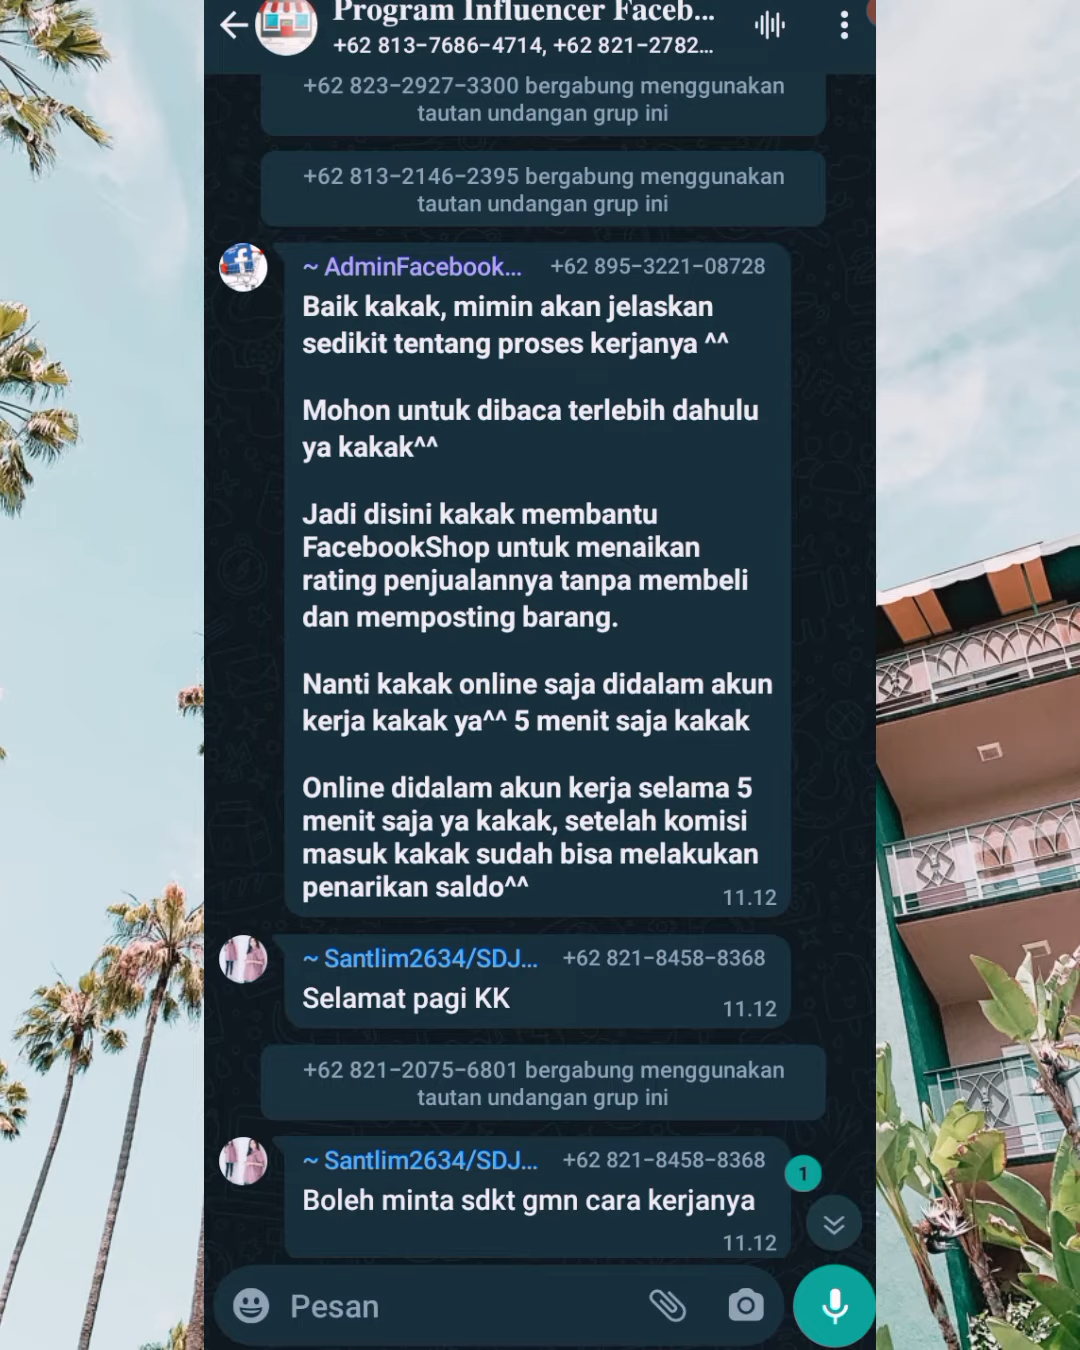 Program Influencer Faceb...
+62 813-7686-4714, +62 821-2782...
+62 823-2927-3300 bergabung menggunakan
tautan undangan grup ini
+62 813-2146-2395 bergabung menggunakan
tautan undangan grup ini
~ AdminFacebook... +62 895-3221-08728
Baik kakak, mimin akan jelaskan
sedikit tentang proses kerjanya ^^
Mohon untuk dibaca terlebih dahulu
ya kakak^^
Jadi disini kakak membantu
FacebookShop untuk menaikan
rating penjualannya tanpa membeli
dan memposting barang.
Nanti kakak online saja didalam akun
kerja kakak ya^^ 5 menit saja kakak
Online didalam akun kerja selama 5
menit saja ya kakak, setelah komisi
masuk kakak sudah bisa melakukan
penarikan saldo^^
11.12
~ Santlim2634/SDJ... +62 821-8458-8368
Selamat pagi KK
11.12
+62 821-2075-6801 bergabung menggunakan
tautan undangan grup ini
~ Santlim2634/SDJ... +62 821-8458-8368
1
Boleh minta sdkt gmn cara kerjanya
11.12
Pesan